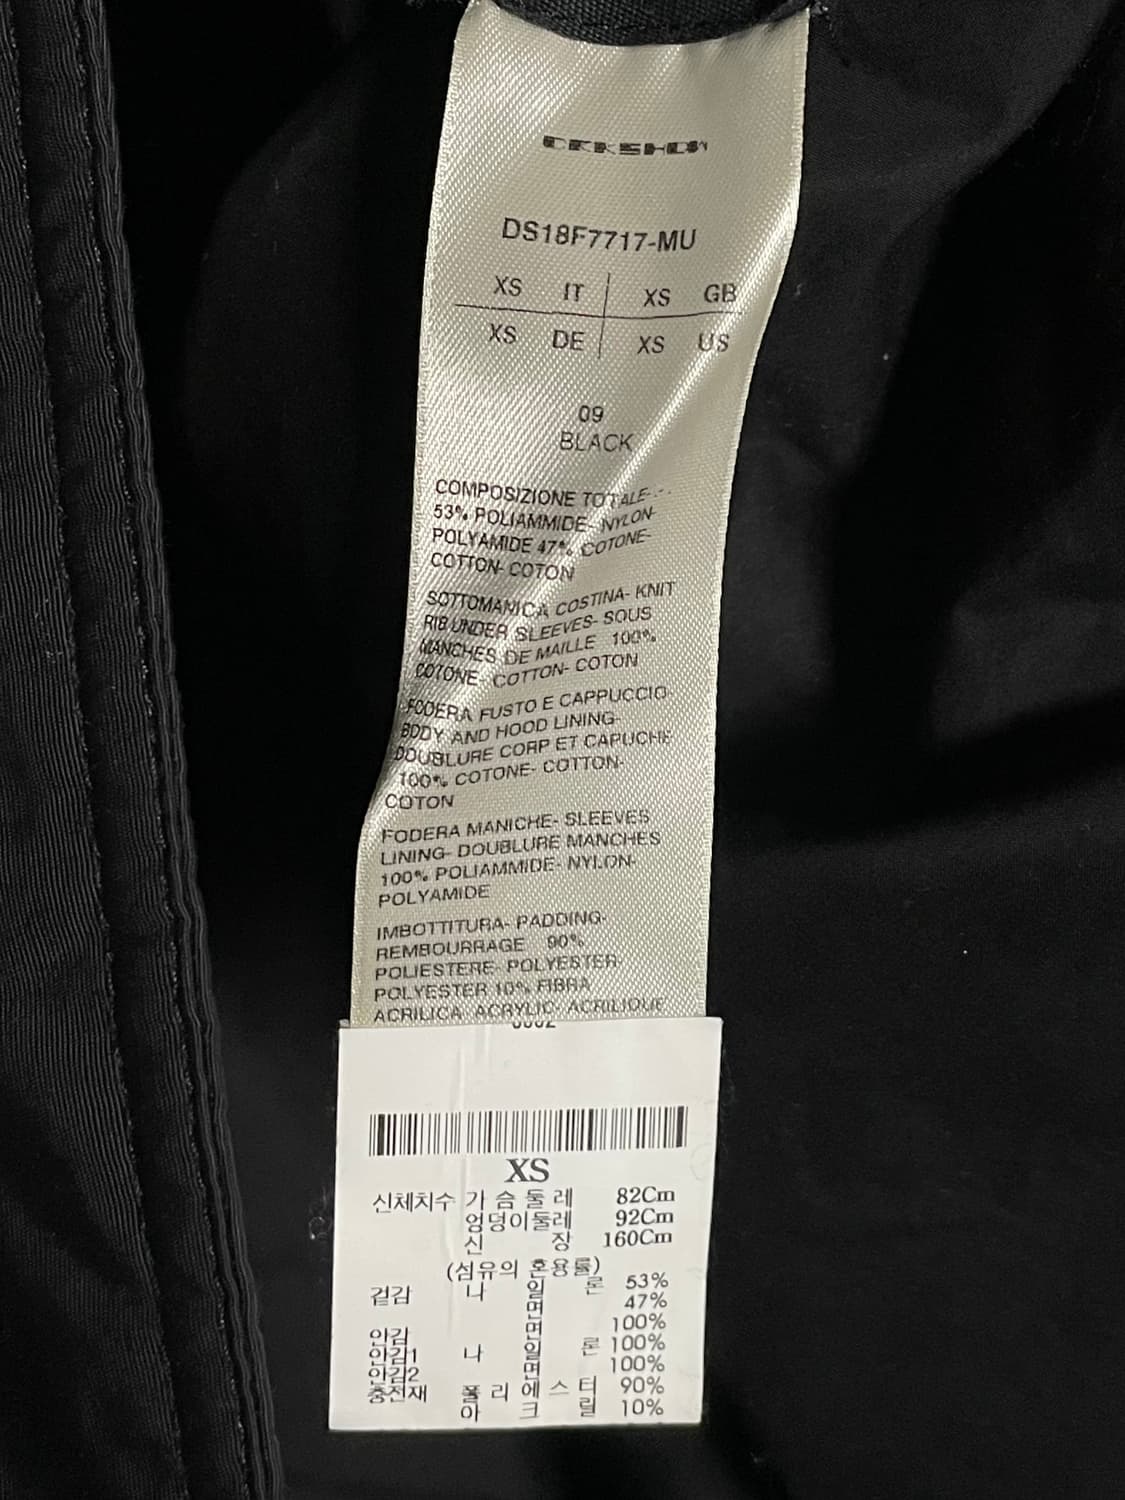 DRKSHDW
DS18F7717-MU
XS IT XS GB
XS DE XS US
09
BLACK
COMPOSIZIONE TOTALE-
53% POLIAMMIDE- NYLON-
POLYAMIDE 47% COTONE-
COTTON- COTON
SOTTOMANICA COSTINA- KNIT
RIB UNDER SLEEVES- SOUS
MANCHES DE MAILLE 100%
COTONE- COTTON- COTON
FODERA FUSTO E CAPPUCCIO-
BODY AND HOOD LINING-
DOUBLURE CORP ET CAPUCHE
100% COTONE- COTTON-
COTON
FODERA MANICHE- SLEEVES
LINING- DOUBLURE MANCHES
100% POLIAMMIDE- NYLON-
POLYAMIDE
IMBOTTITURA- PADDING-
REMBOURRAGE 90%
POLIESTERE- POLYESTER-
POLYESTER 10% FIBRA
ACRILICA- ACRYLIC- ACRILIQUE
XS
신체치수 가슴둘레 82Cm
엉덩이둘레 92Cm
신장 160Cm
(섬유의 혼용률)
겉감 나일론 53%
면 47%
면 100%
안감 
안감1 나일론 100%
안감2 면 100%
충전재 폴리에스터 90%
아크릴 10%